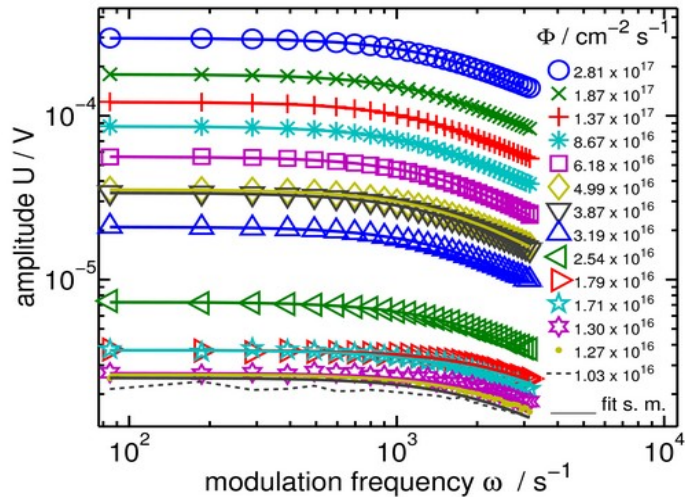 Φ / cm⁻² s⁻¹
2.81 x 10¹⁷
1.87 x 10¹⁷
1.37 x 10¹⁷
8.67 x 10¹⁶
6.18 x 10¹⁶
4.99 x 10¹⁶
3.87 x 10¹⁶
3.19 x 10¹⁶
2.54 x 10¹⁶
1.79 x 10¹⁶
1.71 x 10¹⁶
1.30 x 10¹⁶
1.27 x 10¹⁶
1.03 x 10¹⁶
fit s. m.
amplitude U / V
10⁻⁴
10⁻⁵
10²
10³
10⁴
modulation frequency ω / s⁻¹